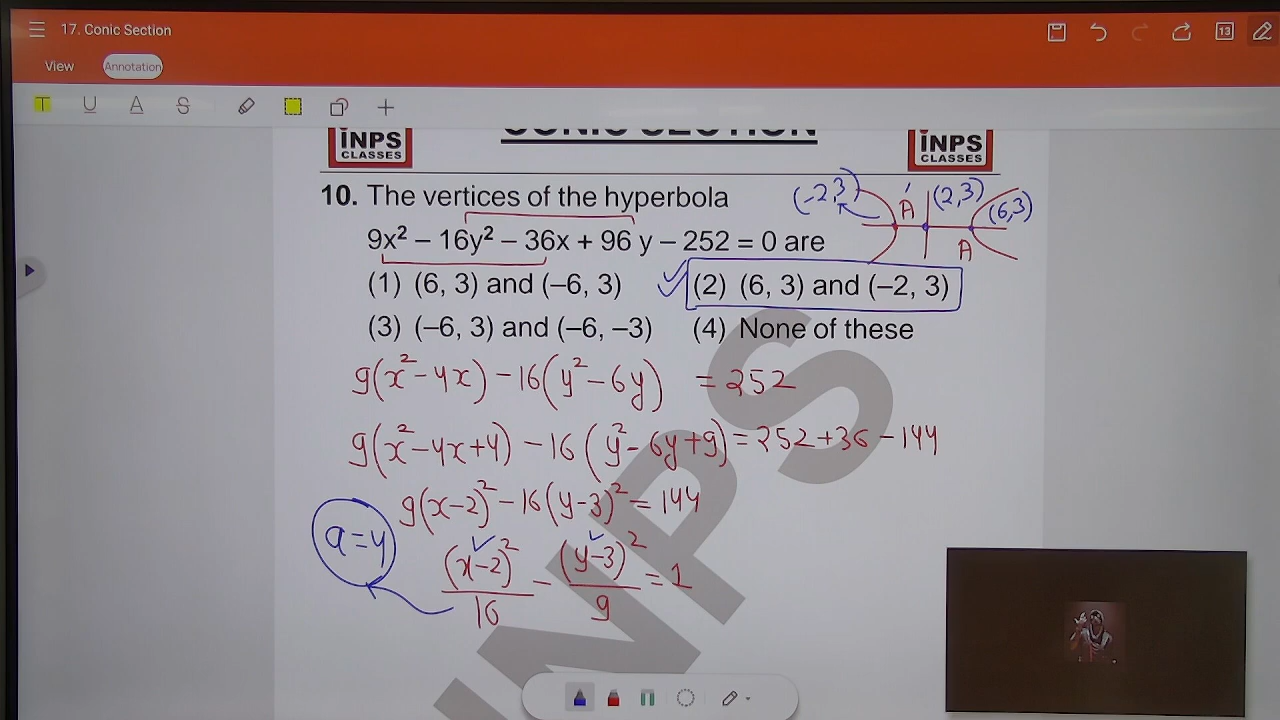 17. Conic Section
13
View
Annotation
T U A S
CONIC SECTION
iNPS CLASSES
iNPS CLASSES
10. The vertices of the hyperbola
9x² – 16y² – 36x + 96 y – 252 = 0 are
(1) (6, 3) and (–6, 3) (2) (6, 3) and (–2, 3)
(3) (–6, 3) and (–6, –3) (4) None of these
(-2,3) A' (2,3) (6,3)
A
9(x²-4x) -16(y²-6y) = 252
9(x²-4x+4) -16(y²-6y+9) = 252+36-144
9(x-2)²-16(y-3)² = 144
a=4
(x-2)²/16 - (y-3)²/9 = 1
INPS